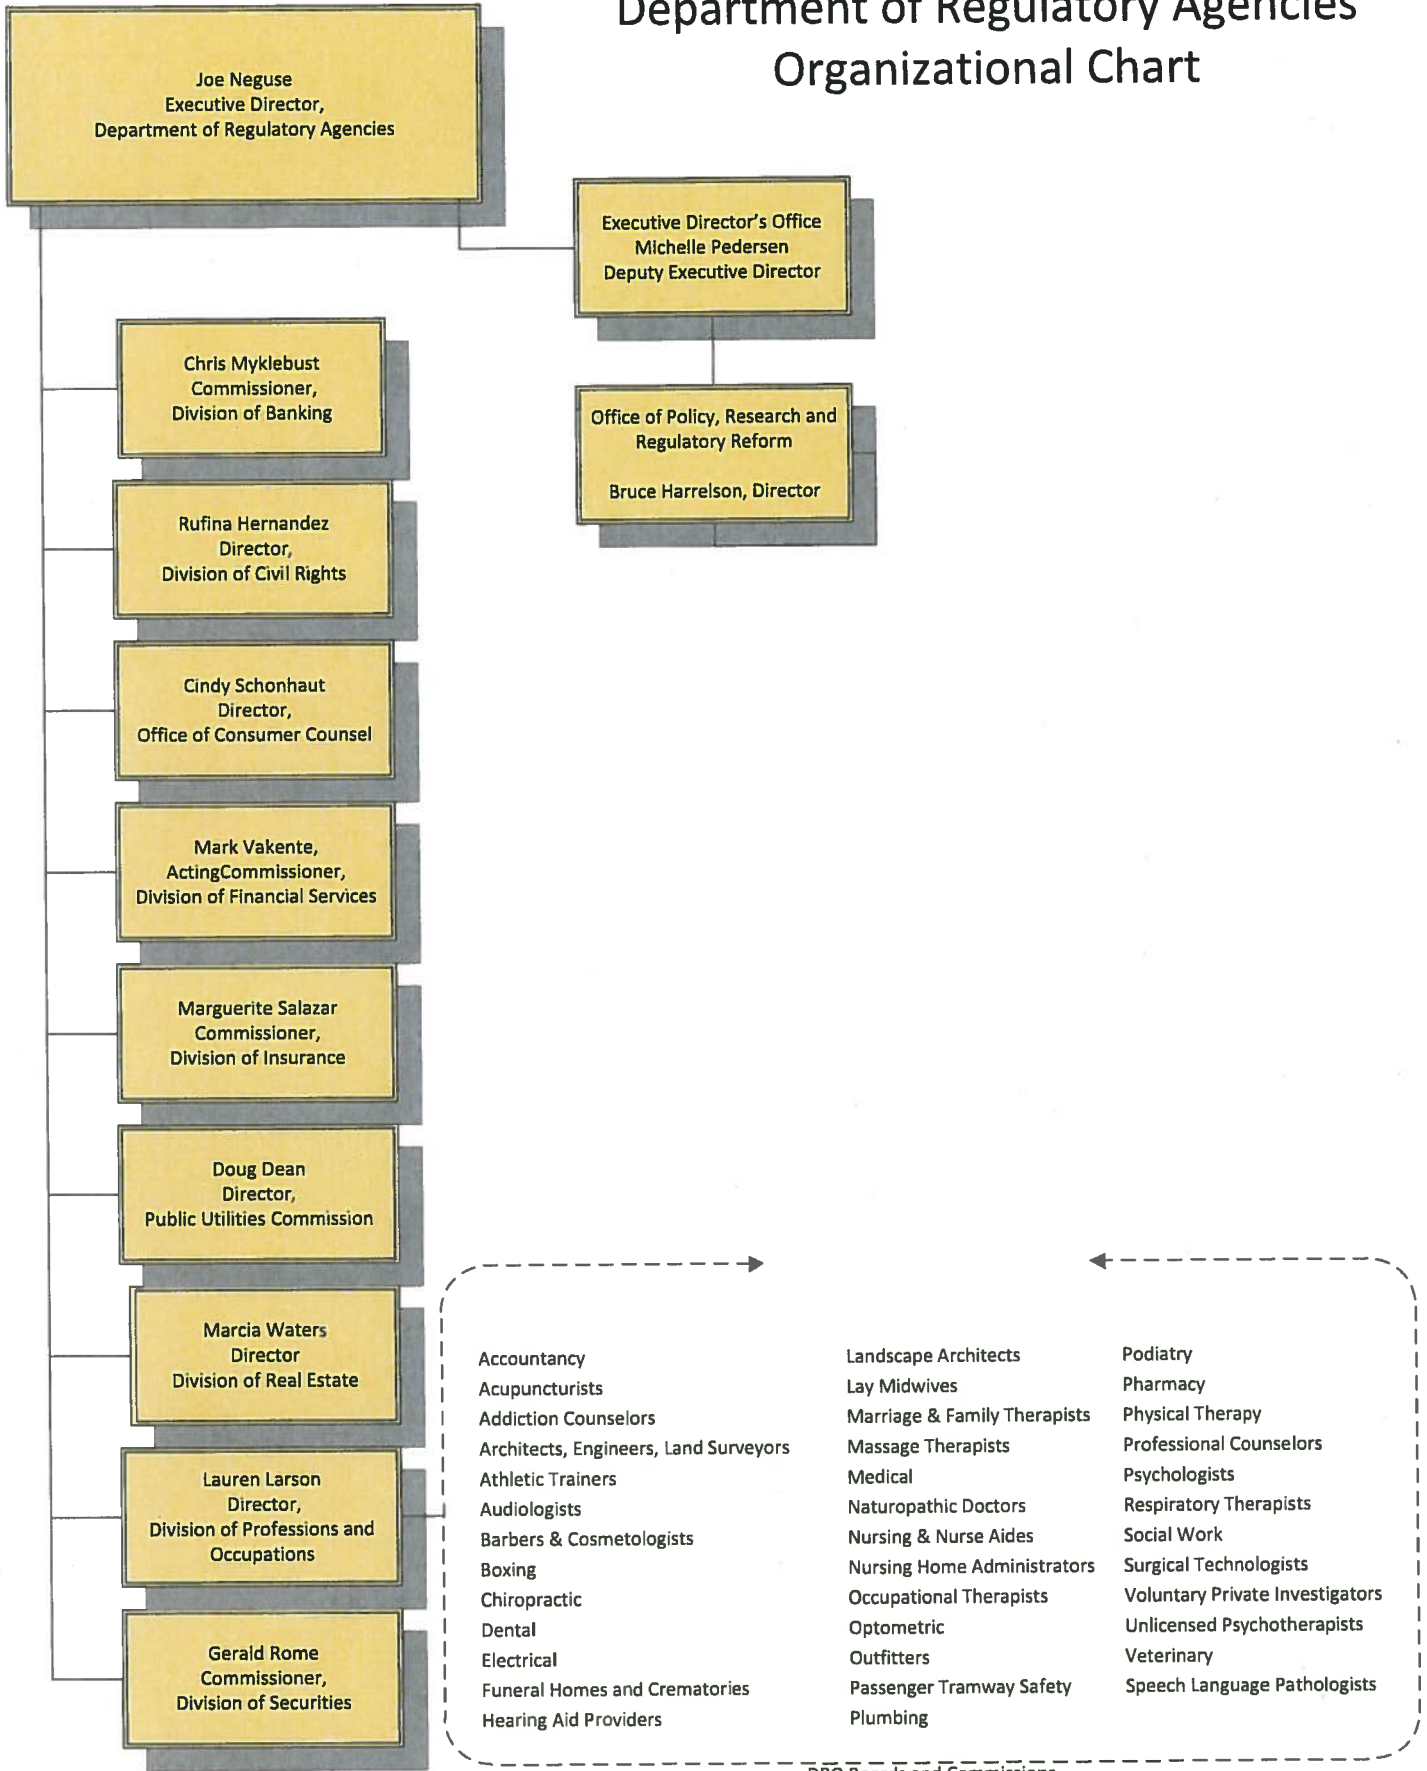 Department of Regulatory Agencies
Organizational Chart
Joe Neguse
Executive Director,
Department of Regulatory Agencies
Executive Director's Office
Michelle Pedersen
Deputy Executive Director
Office of Policy, Research and
Regulatory Reform
Bruce Harrelson, Director
Chris Myklebust
Commissioner,
Division of Banking
Rufina Hernandez
Director,
Division of Civil Rights
Cindy Schonhaut
Director,
Office of Consumer Counsel
Mark Vakente,
ActingCommissioner,
Division of Financial Services
Marguerite Salazar
Commissioner,
Division of Insurance
Doug Dean
Director,
Public Utilities Commission
Marcia Waters
Director
Division of Real Estate
Lauren Larson
Director,
Division of Professions and
Occupations
Gerald Rome
Commissioner,
Division of Securities
Accountancy
Acupuncturists
Addiction Counselors
Architects, Engineers, Land Surveyors
Athletic Trainers
Audiologists
Barbers & Cosmetologists
Boxing
Chiropractic
Dental
Electrical
Funeral Homes and Crematories
Hearing Aid Providers
Landscape Architects
Lay Midwives
Marriage & Family Therapists
Massage Therapists
Medical
Naturopathic Doctors
Nursing & Nurse Aides
Nursing Home Administrators
Occupational Therapists
Optometric
Outfitters
Passenger Tramway Safety
Plumbing
Podiatry
Pharmacy
Physical Therapy
Professional Counselors
Psychologists
Respiratory Therapists
Social Work
Surgical Technologists
Voluntary Private Investigators
Unlicensed Psychotherapists
Veterinary
Speech Language Pathologists
DPO Boards and Commissions